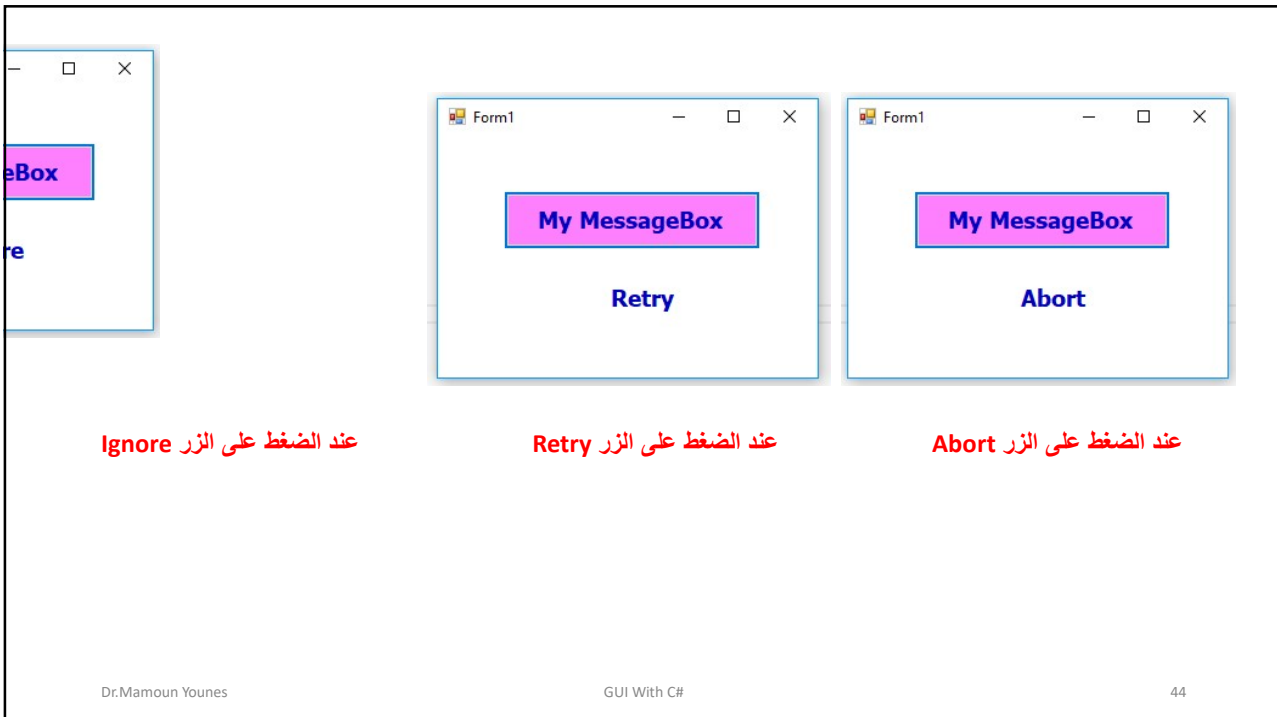 eBox
re
Form1
My MessageBox
Retry
Form1
My MessageBox
Abort
عند الضغط على الزر Abort
عند الضغط على الزر Retry
عند الضغط على الزر Ignore
Dr.Mamoun Younes
GUI With C#
44